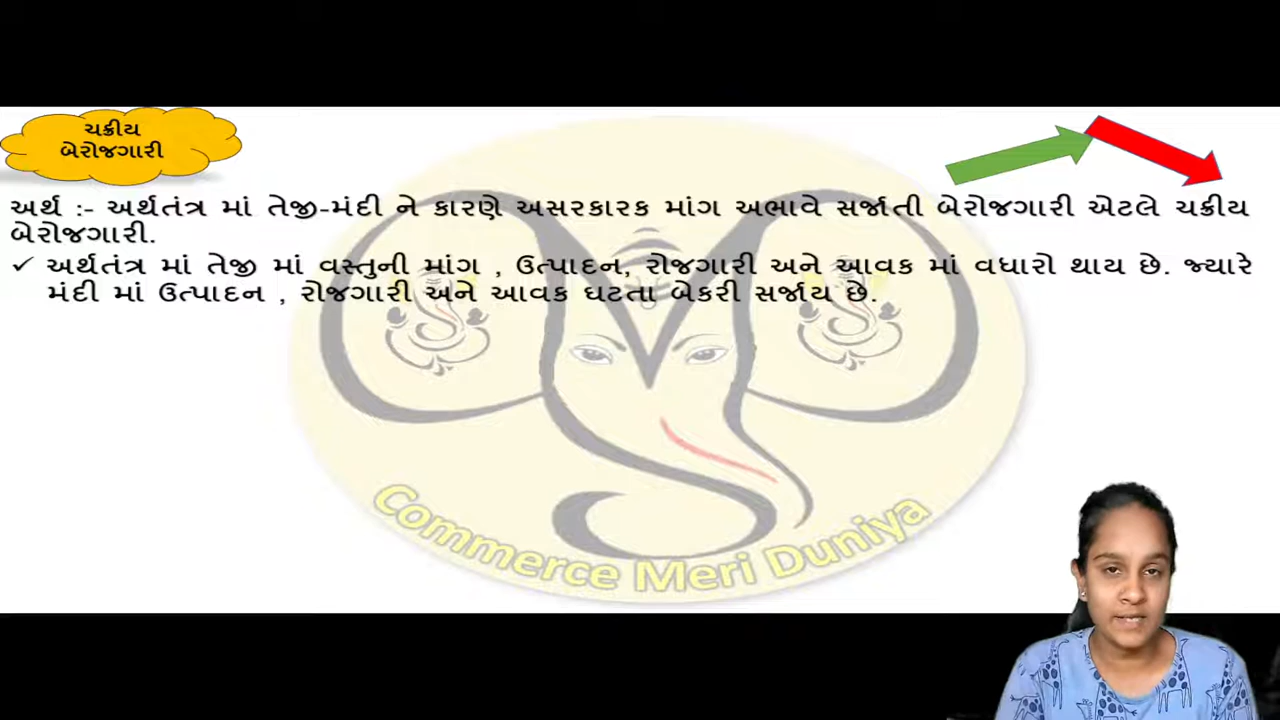 ચક્રીય
બેરોજગારી
અર્થ :- અર્થતંત્ર માં તેજી-મંદી ને કારણે અસરકારક માંગ અભાવે સર્જાતી બેરોજગારી એટલે ચક્રીય
બેરોજગારી.
✓ અર્થતંત્ર માં તેજી માં વસ્તુની માંગ , ઉત્પાદન, રોજગારી અને આવક માં વધારો થાય છે. જ્યારે
મંદી માં ઉત્પાદન , રોજગારી અને આવક ઘટતા બેકરી સર્જાય છે.
Commerce Meri Duniya